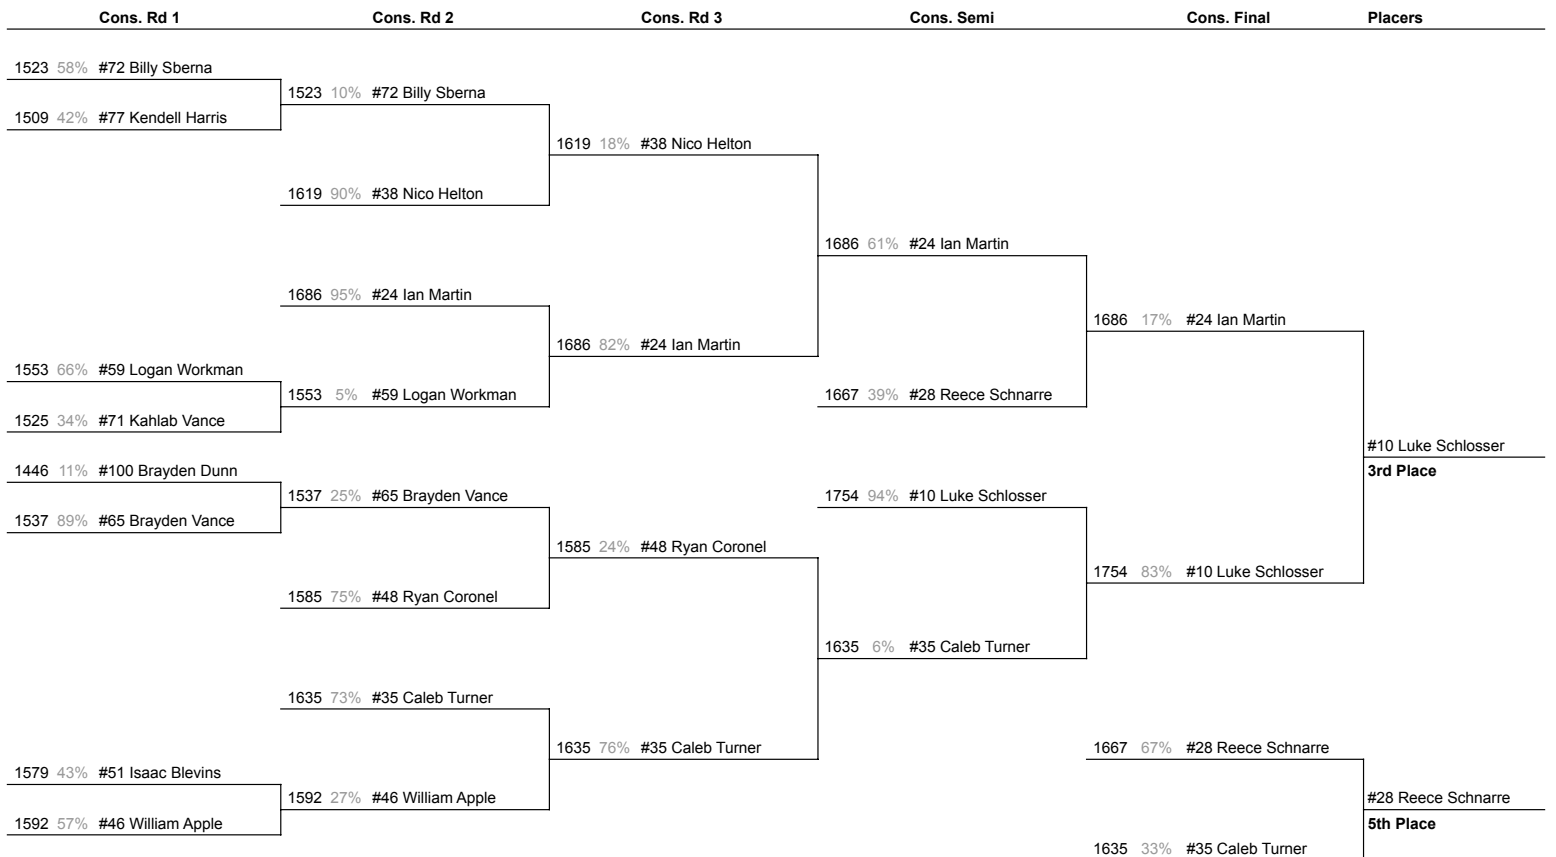 Cons. Rd 1 Cons. Rd 2 Cons. Rd 3 Cons. Semi Cons. Final Placers
1523 58% #72 Billy Sberna
1523 10% #72 Billy Sberna
1509 42% #77 Kendell Harris
1619 18% #38 Nico Helton
1619 90% #38 Nico Helton
1686 61% #24 Ian Martin
1686 95% #24 Ian Martin
1686 17% #24 Ian Martin
1686 82% #24 Ian Martin
1553 66% #59 Logan Workman
1553 5% #59 Logan Workman
1667 39% #28 Reece Schnarre
1525 34% #71 Kahlab Vance
#10 Luke Schlosser
1446 11% #100 Brayden Dunn
3rd Place
1537 25% #65 Brayden Vance
1754 94% #10 Luke Schlosser
1537 89% #65 Brayden Vance
1585 24% #48 Ryan Coronel
1754 83% #10 Luke Schlosser
1585 75% #48 Ryan Coronel
1635 6% #35 Caleb Turner
1635 73% #35 Caleb Turner
1635 76% #35 Caleb Turner
1667 67% #28 Reece Schnarre
1579 43% #51 Isaac Blevins
1592 27% #46 William Apple
#28 Reece Schnarre
1592 57% #46 William Apple
5th Place
1635 33% #35 Caleb Turner